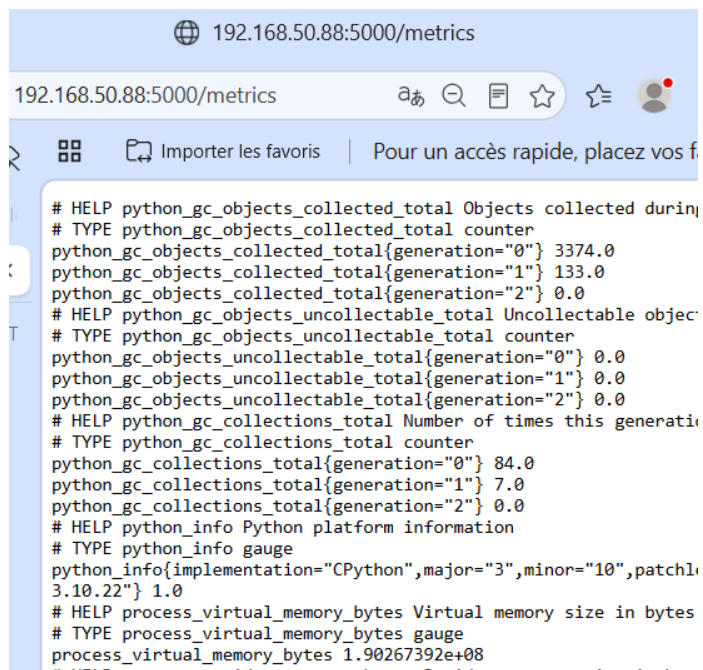 192.168.50.88:5000/metrics
192.168.50.88:5000/metrics
Importer les favoris | Pour un accès rapide, placez vos
# HELP python_gc_objects_collected_total Objects collected
# TYPE python_gc_objects_collected_total counter
python_gc_objects_collected_total{generation="0"} 3374.0
python_gc_objects_collected_total{generation="1"} 133.0
python_gc_objects_collected_total{generation="2"} 0.0
# HELP python_gc_objects_uncollectable_total Uncollectable
# TYPE python_gc_objects_uncollectable_total counter
python_gc_objects_uncollectable_total{generation="0"} 0.0
python_gc_objects_uncollectable_total{generation="1"} 0.0
python_gc_objects_uncollectable_total{generation="2"} 0.0
# HELP python_gc_collections_total Number of times this
# TYPE python_gc_collections_total counter
python_gc_collections_total{generation="0"} 84.0
python_gc_collections_total{generation="1"} 7.0
python_gc_collections_total{generation="2"} 0.0
# HELP python_info Python platform information
# TYPE python_info gauge
python_info{implementation="CPython",major="3",minor="10",
3.10.22"} 1.0
# HELP process_virtual_memory_bytes Virtual memory size in bytes
# TYPE process_virtual_memory_bytes gauge
process_virtual_memory_bytes 1.90267392e+08